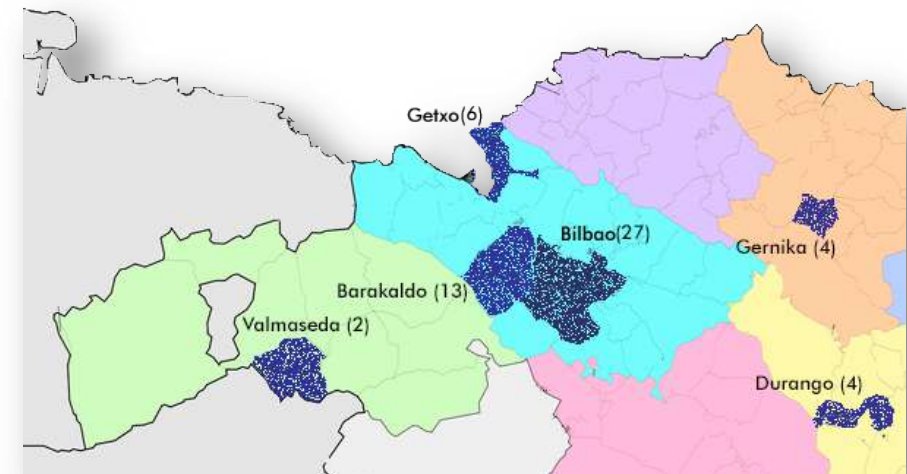 Getxo(6)
Bilbao(27)
Gernika (4)
Barakaldo (13)
Valmaseda (2)
Durango (4)